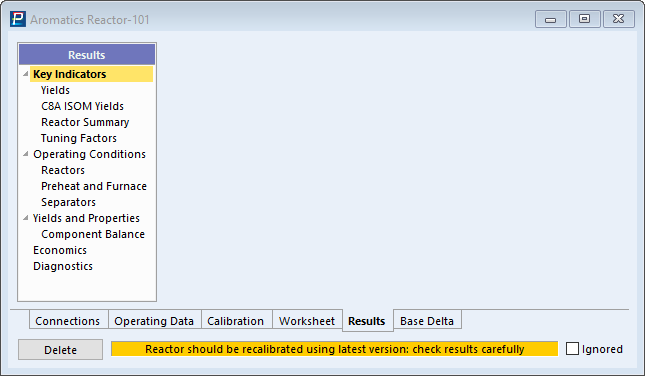 Aromatics Reactor-101
Results
Key Indicators
Yields
C8A ISOM Yields
Reactor Summary
Tuning Factors
Operating Conditions
Reactors
Preheat and Furnace
Separators
Yields and Properties
Component Balance
Economics
Diagnostics
Connections Operating Data Calibration Worksheet Results Base Delta
Delete Reactor should be recalibrated using latest version: check results carefully Ignored